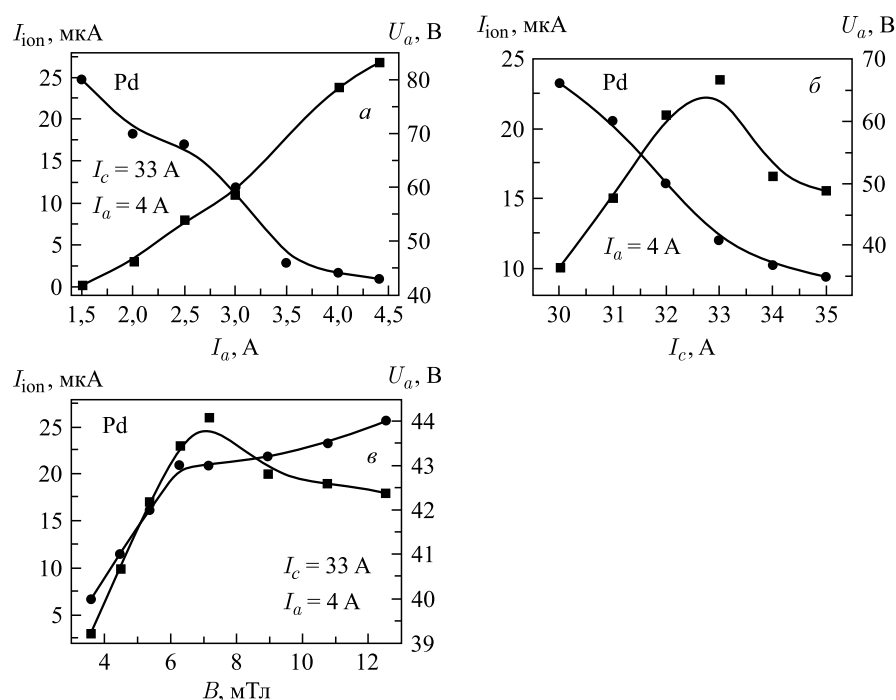 I_ion, мкА U_a, В
Pd
а
I_c = 33 А
I_a = 4 А
25
20
15
10
5
0
80
70
60
50
40
1,5 2,0 2,5 3,0 3,5 4,0 4,5
I_a, А
I_ion, мкА U_a, В
Pd
б
I_a = 4 А
25
20
15
10
70
60
50
40
30 31 32 33 34 35
I_c, А
I_ion, мкА U_a, В
Pd
в
I_c = 33 А
I_a = 4 А
25
20
15
10
5
44
43
42
41
40
39
4 6 8 10 12
B, мТл